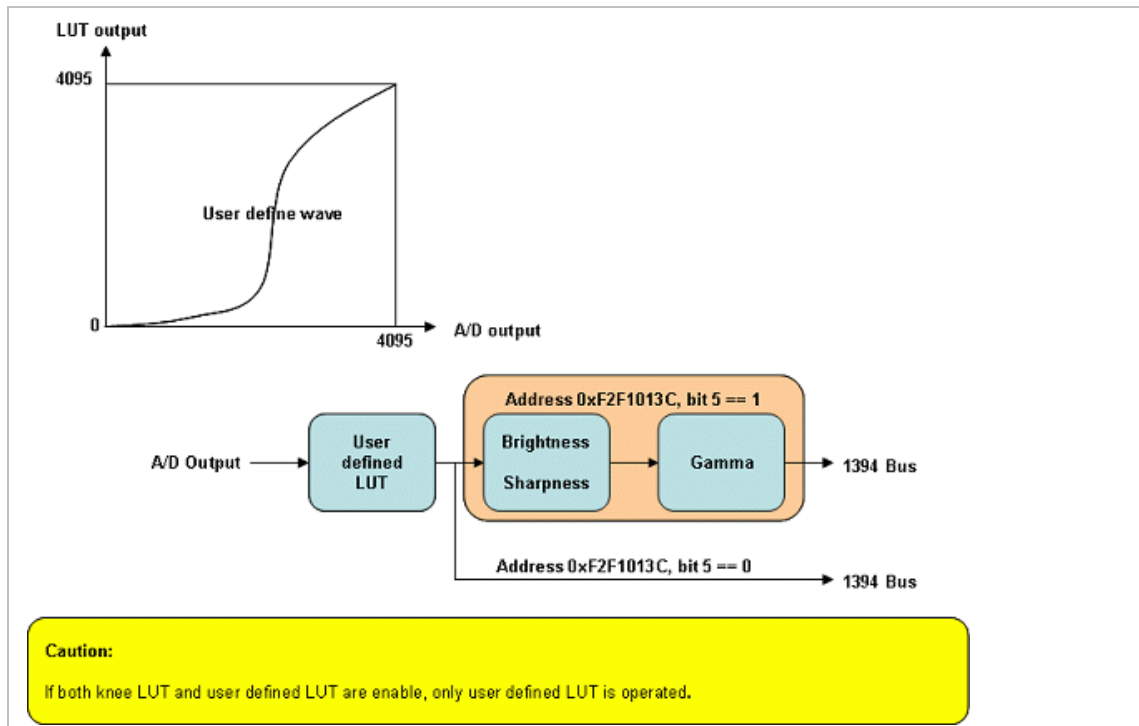 LUT output
4095
User define wave
0
4095
A/D output
Address 0xF2F1013C, bit 5 == 1
A/D Output
User
defined
LUT
Brightness
Sharpness
Gamma
1394 Bus
Address 0xF2F1013C, bit 5 == 0
1394 Bus
Caution:
If both knee LUT and user defined LUT are enable, only user defined LUT is operated.